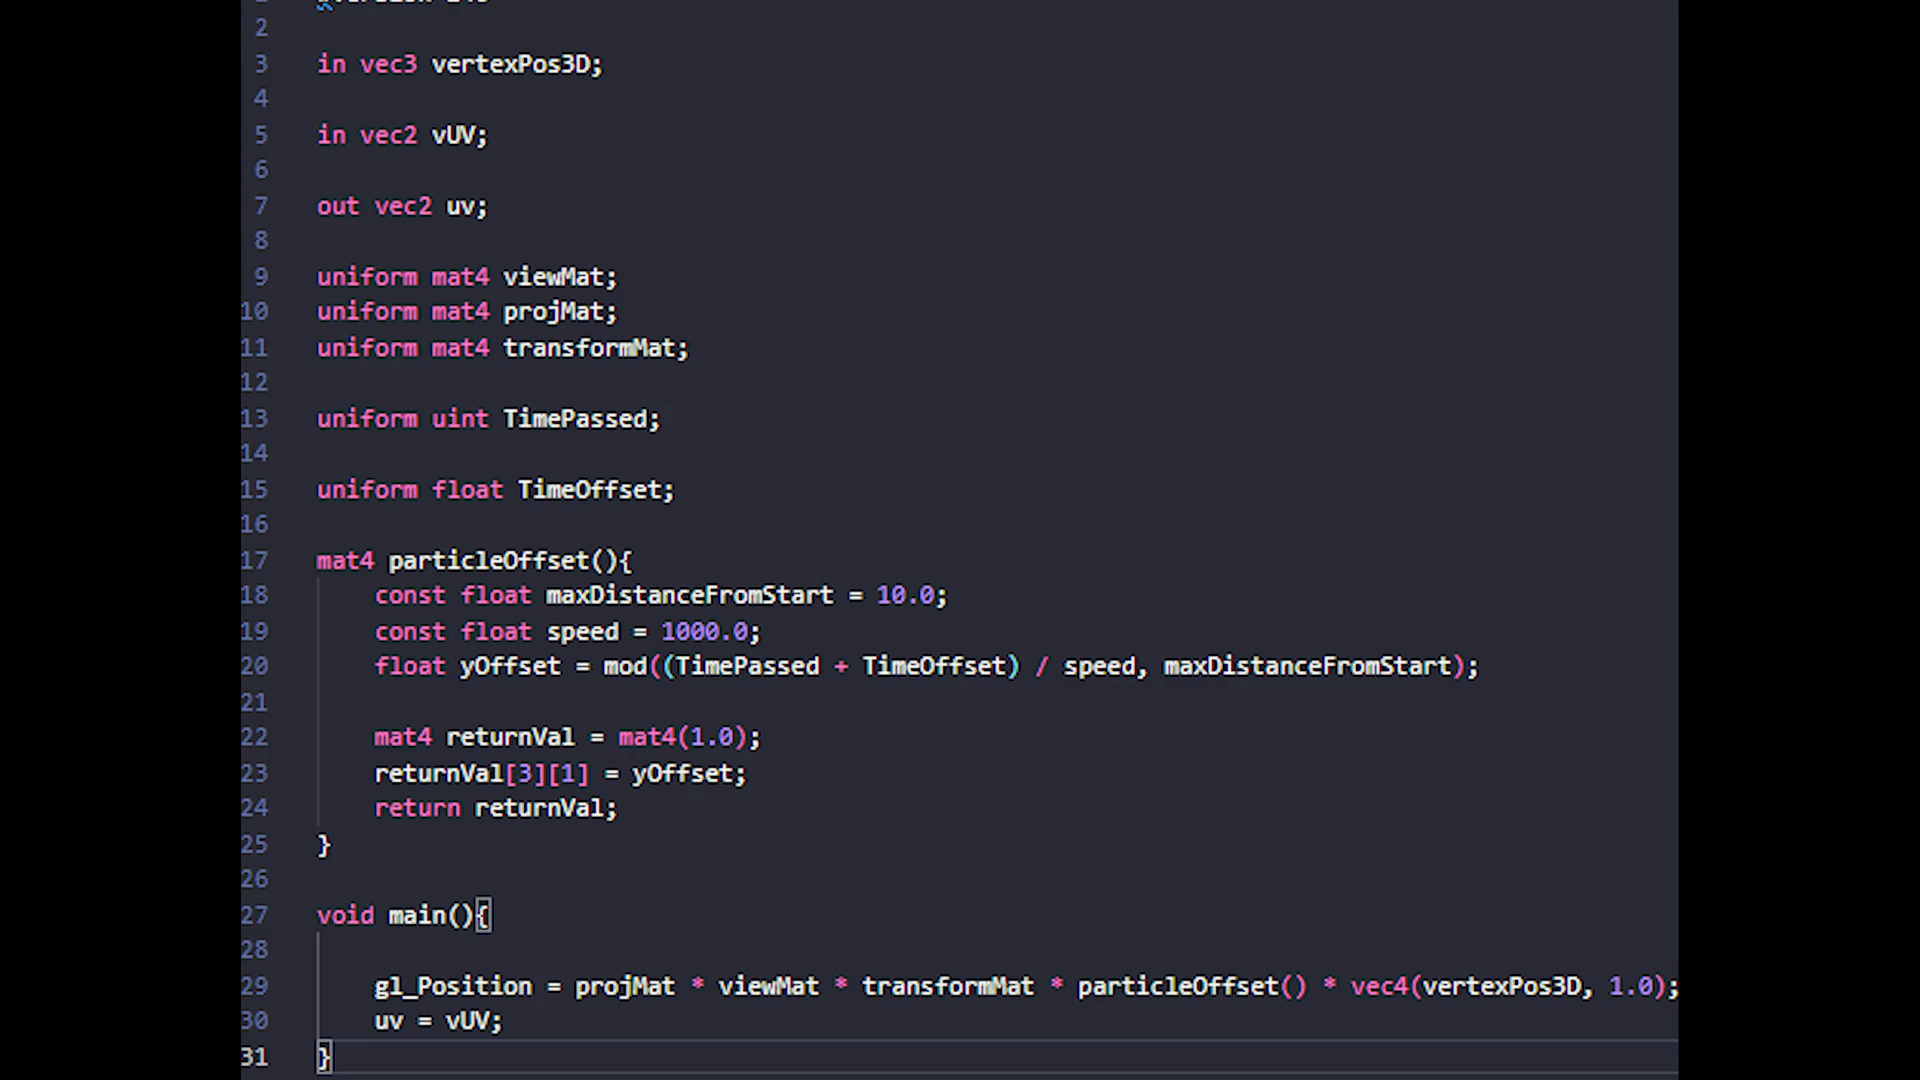 2
3 in vec3 vertexPos3D;
4
5 in vec2 vUV;
6
7 out vec2 uv;
8
9 uniform mat4 viewMat;
10 uniform mat4 projMat;
11 uniform mat4 transformMat;
12
13 uniform uint TimePassed;
14
15 uniform float TimeOffset;
16
17 mat4 particleOffset(){
18 const float maxDistanceFromStart = 10.0;
19 const float speed = 1000.0;
20 float yOffset = mod((TimePassed + TimeOffset) / speed, maxDistanceFromStart);
21
22 mat4 returnVal = mat4(1.0);
23 returnVal[3][1] = yOffset;
24 return returnVal;
25 }
26
27 void main(){
28
29 gl_Position = projMat * viewMat * transformMat * particleOffset() * vec4(vertexPos3D, 1.0);
30 uv = vUV;
31 }